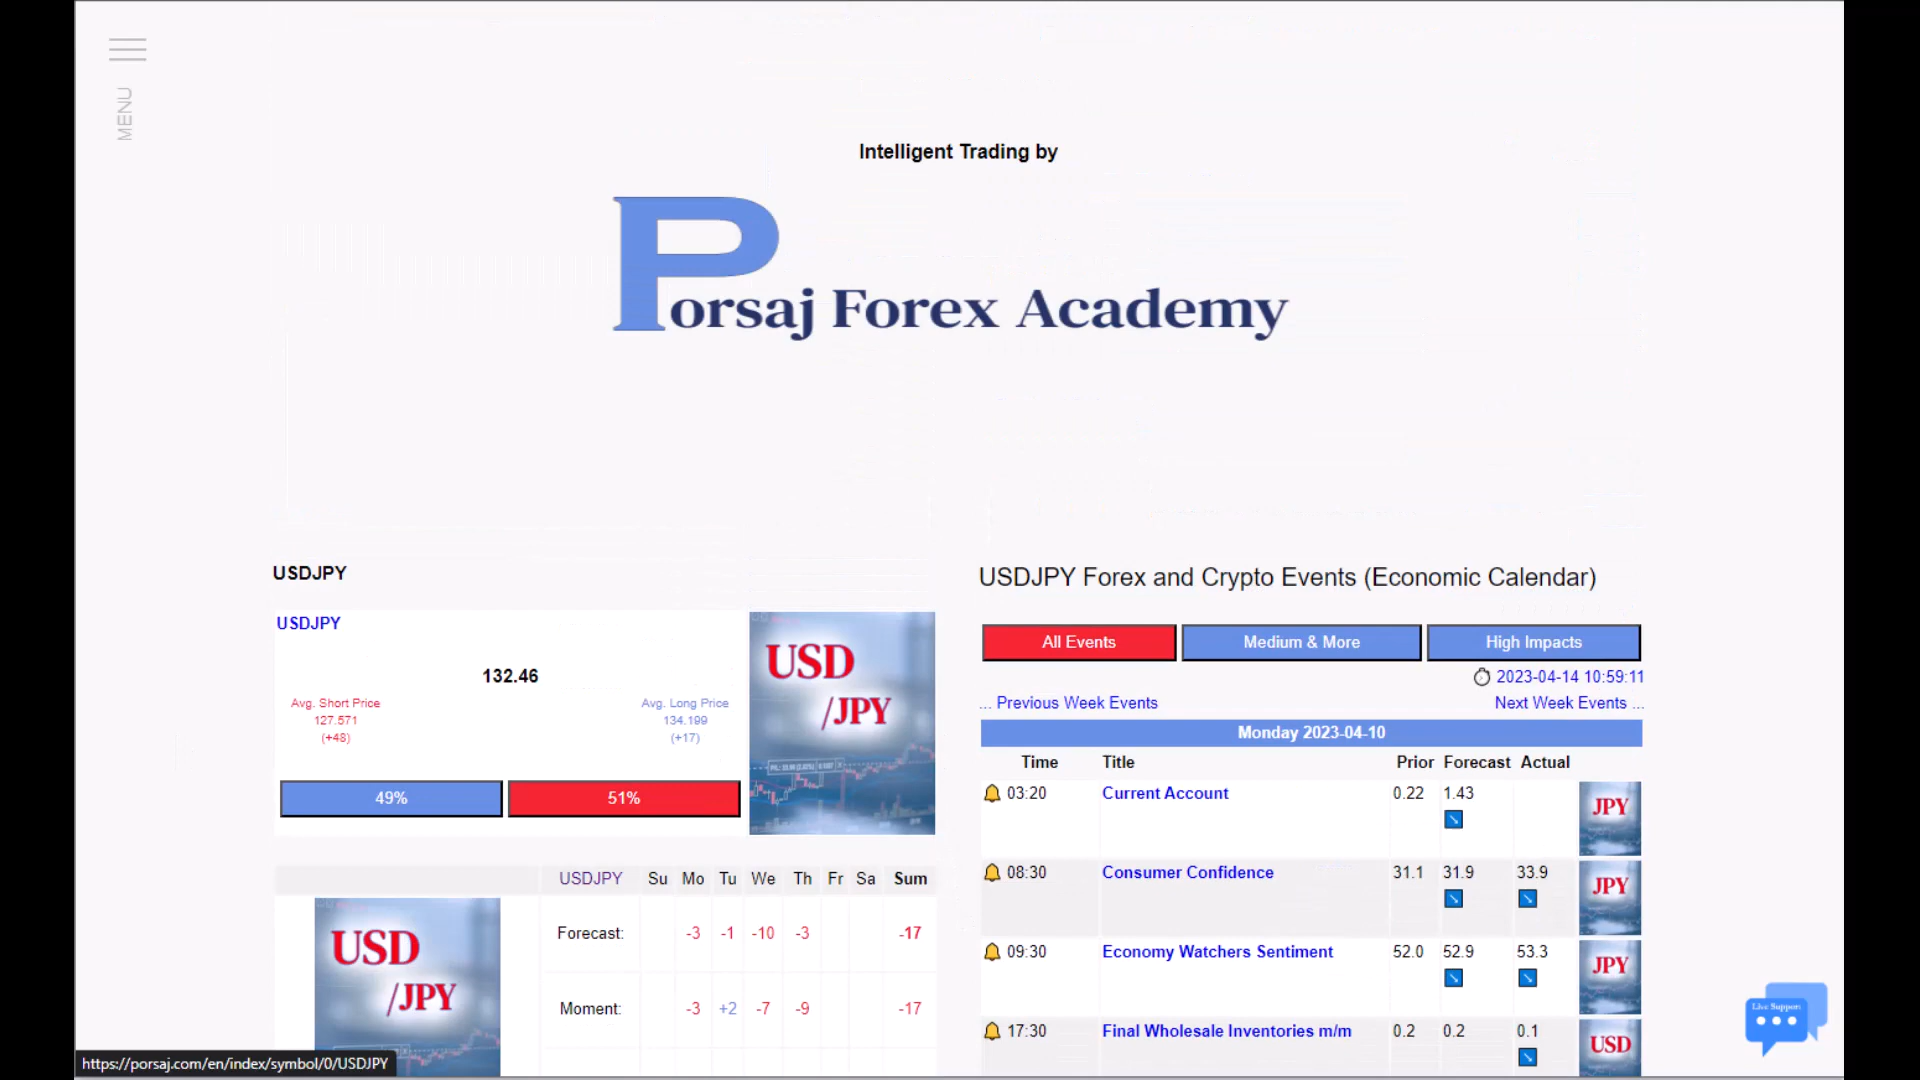 MENU
Intelligent Trading by
Porsaj Forex Academy
USDJPY
USDJPY
132.46
Avg. Short Price
127.571
(+48)
Avg. Long Price
134.199
(+17)
49%
51%
USD
/JPY
USDJPY Su Mo Tu We Th Fr Sa Sum
Forecast: -3 -1 -10 -3 -17
Moment: -3 +2 -7 -9 -17
USD
/JPY
USDJPY Forex and Crypto Events (Economic Calendar)
All Events
Medium & More
High Impacts
2023-04-14 10:59:11
... Previous Week Events
Next Week Events ...
Monday 2023-04-10
Time Title Prior Forecast Actual
03:20 Current Account 0.22 1.43
JPY
08:30 Consumer Confidence 31.1 31.9 33.9
JPY
09:30 Economy Watchers Sentiment 52.0 52.9 53.3
JPY
17:30 Final Wholesale Inventories m/m 0.2 0.2 0.1
USD
Live Support
https://porsaj.com/en/index/symbol/0/USDJPY